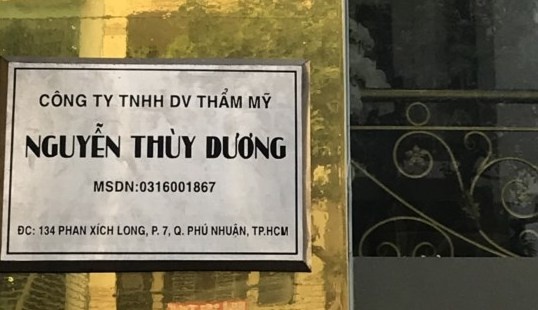 CÔNG TY TNHH DV THẨM MỸ
NGUYỄN THÙY DƯƠNG
MSDN:0316001867
ĐC: 134 PHAN XÍCH LONG, P. 7, Q. PHÚ NHUẬN, TP.HCM